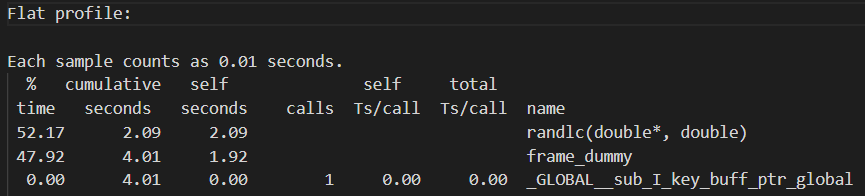 Flat profile:

Each sample counts as 0.01 seconds.
  %   cumulative   self              self     total
 time   seconds   seconds    calls  Ts/call  Ts/call  name
 52.17      2.09     2.09                             randlc(double*, double)
 47.92      4.01     1.92                             frame_dummy
  0.00      4.01     0.00        1     0.00     0.00  _GLOBAL__sub_I_key_buff_ptr_global